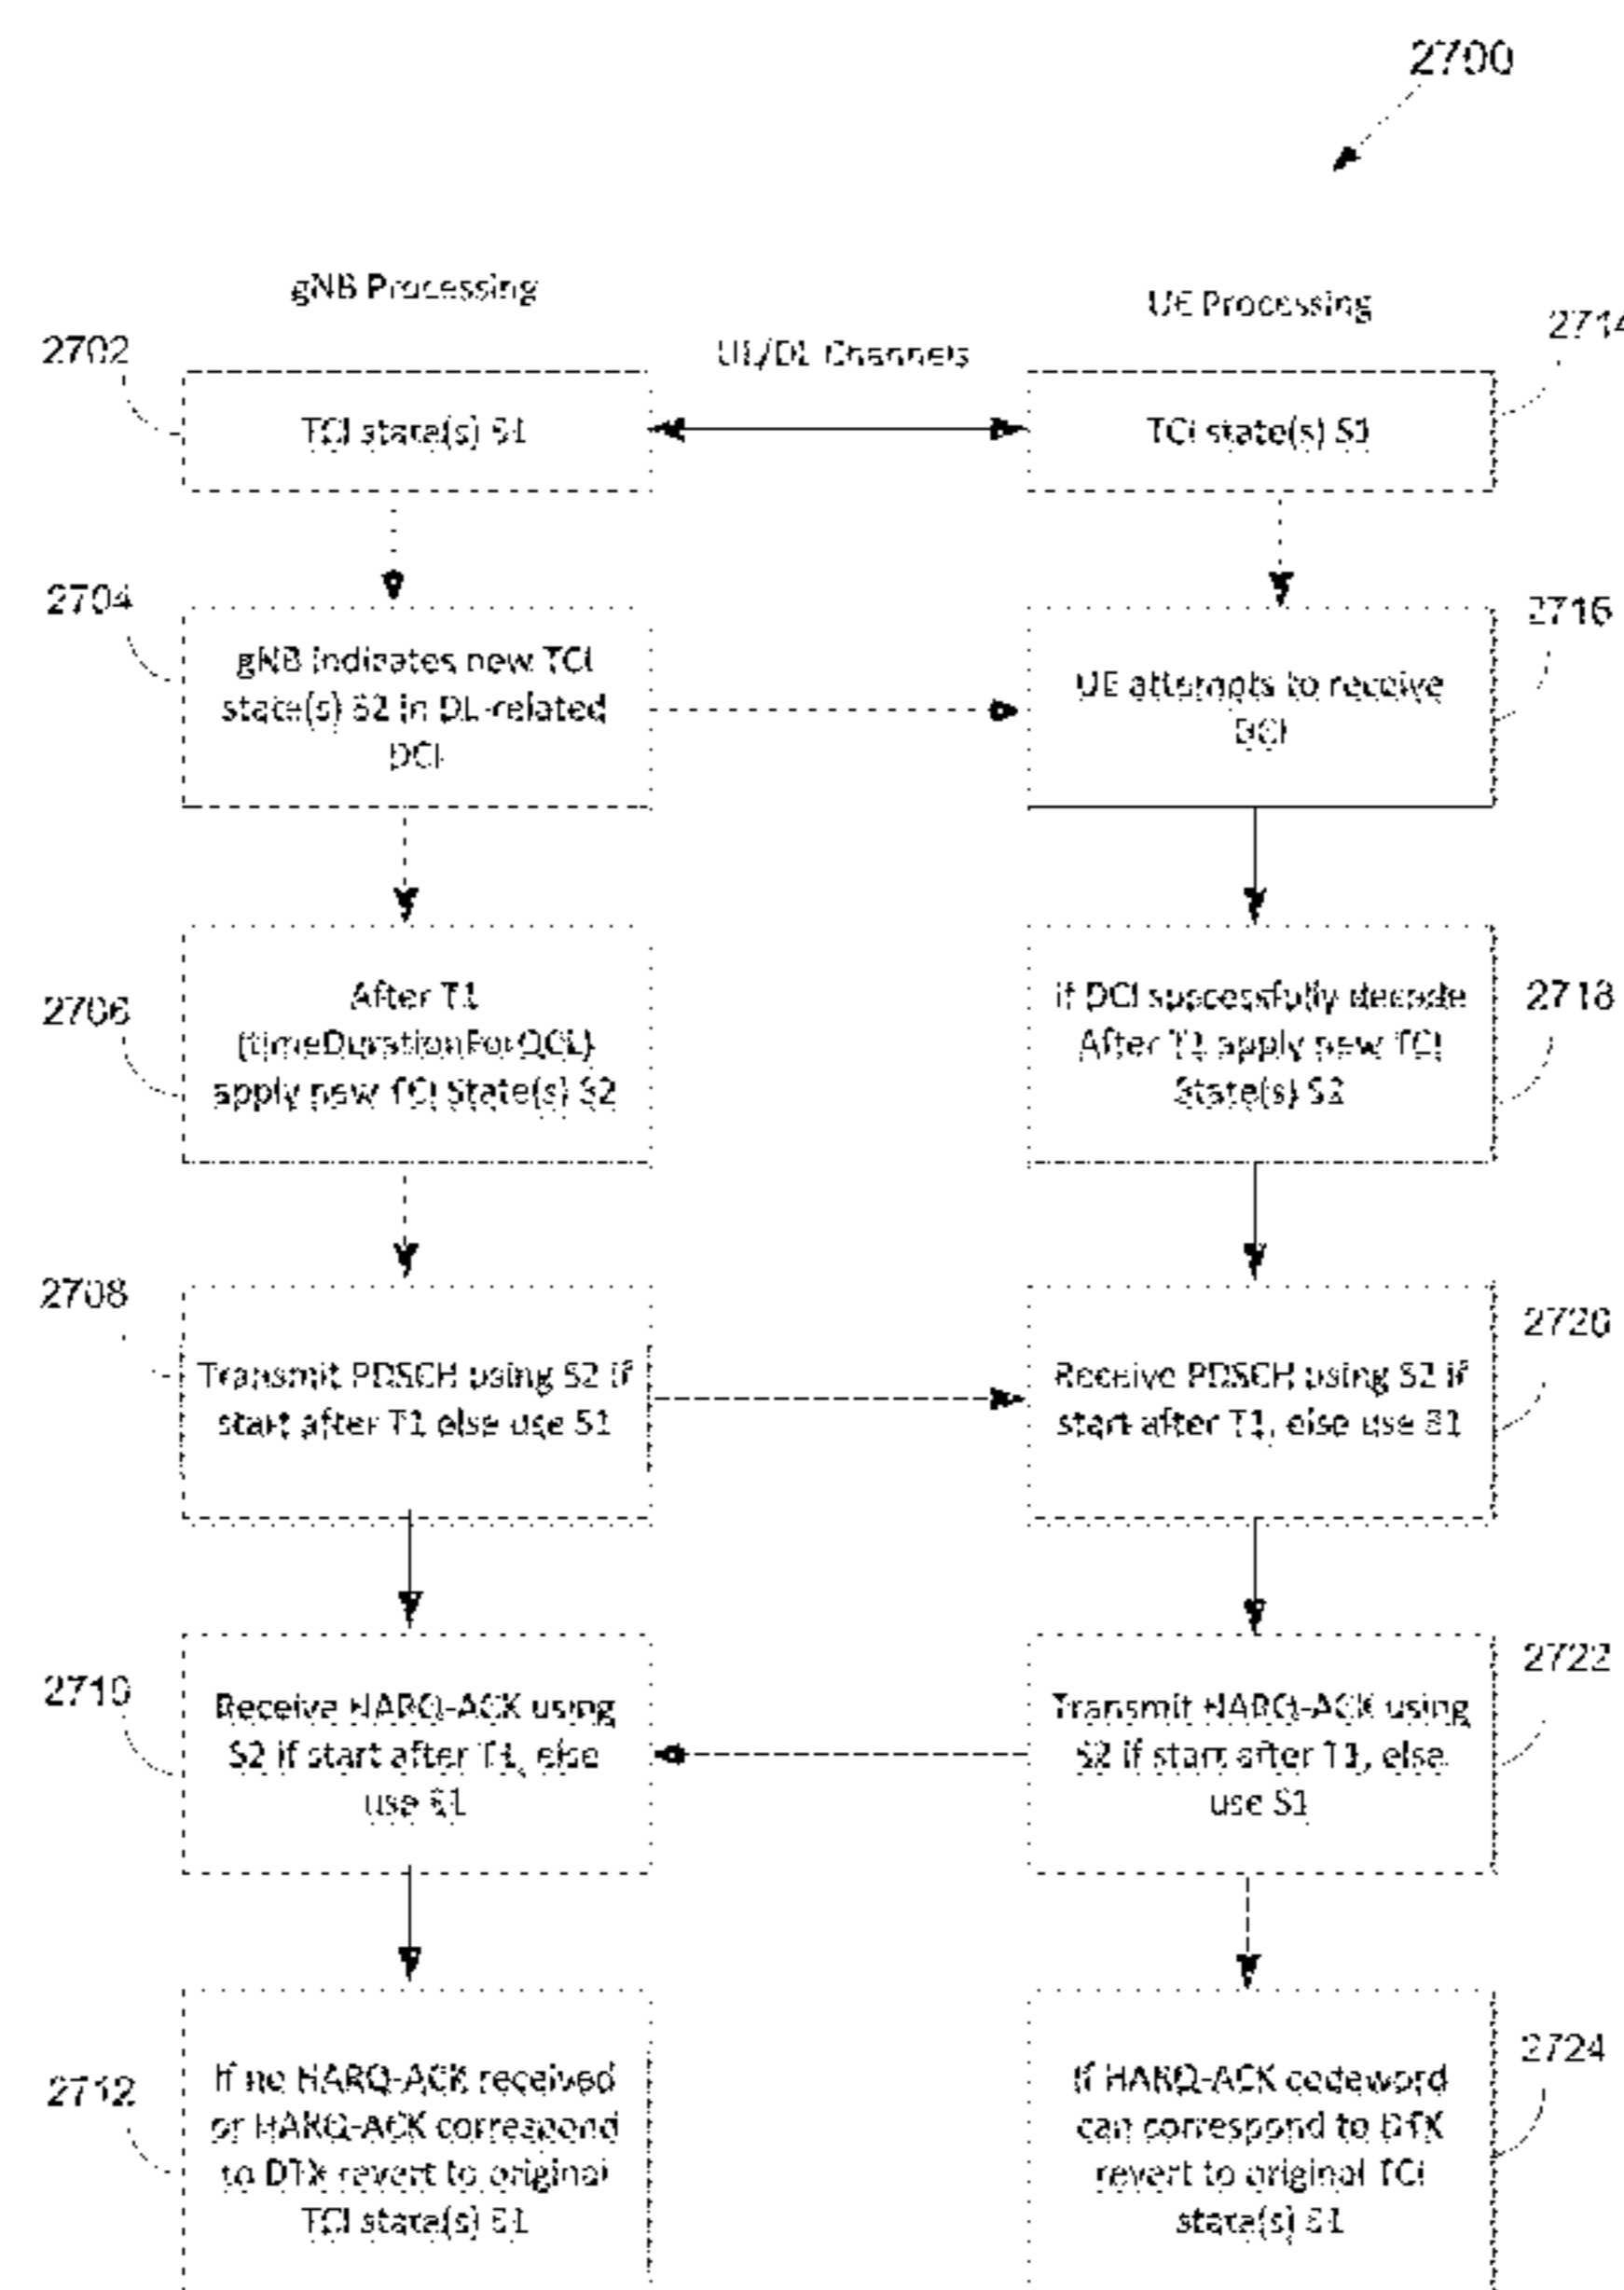 2700
gNB Processing
UE Processing
2702
UL/DL Channels
2714
TCI state(s) S1
TCI state(s) S1
2704
gNB indicates new TCI
state(s) S2 in DL-related
DCI
2716
UE attempts to receive
DCI
2706
After T1
(timeDurationForQCL)
apply new TCI State(s) S2
2718
if DCI successfully decode
After T1 apply new TCI
State(s) S2
2708
Transmit PDSCH using S2 if
start after T1 else use S1
2720
Receive PDSCH using S2 if
start after T1, else use S1
2710
Receive HARQ-ACK using
S2 if start after T1, else
use S1
2722
Transmit HARQ-ACK using
S2 if start after T1, else
use S1
2712
If no HARQ-ACK received
or HARQ-ACK correspond
to DTX revert to original
TCI state(s) S1
2724
If HARQ-ACK codeword
can correspond to DTX
revert to original TCI
state(s) S1